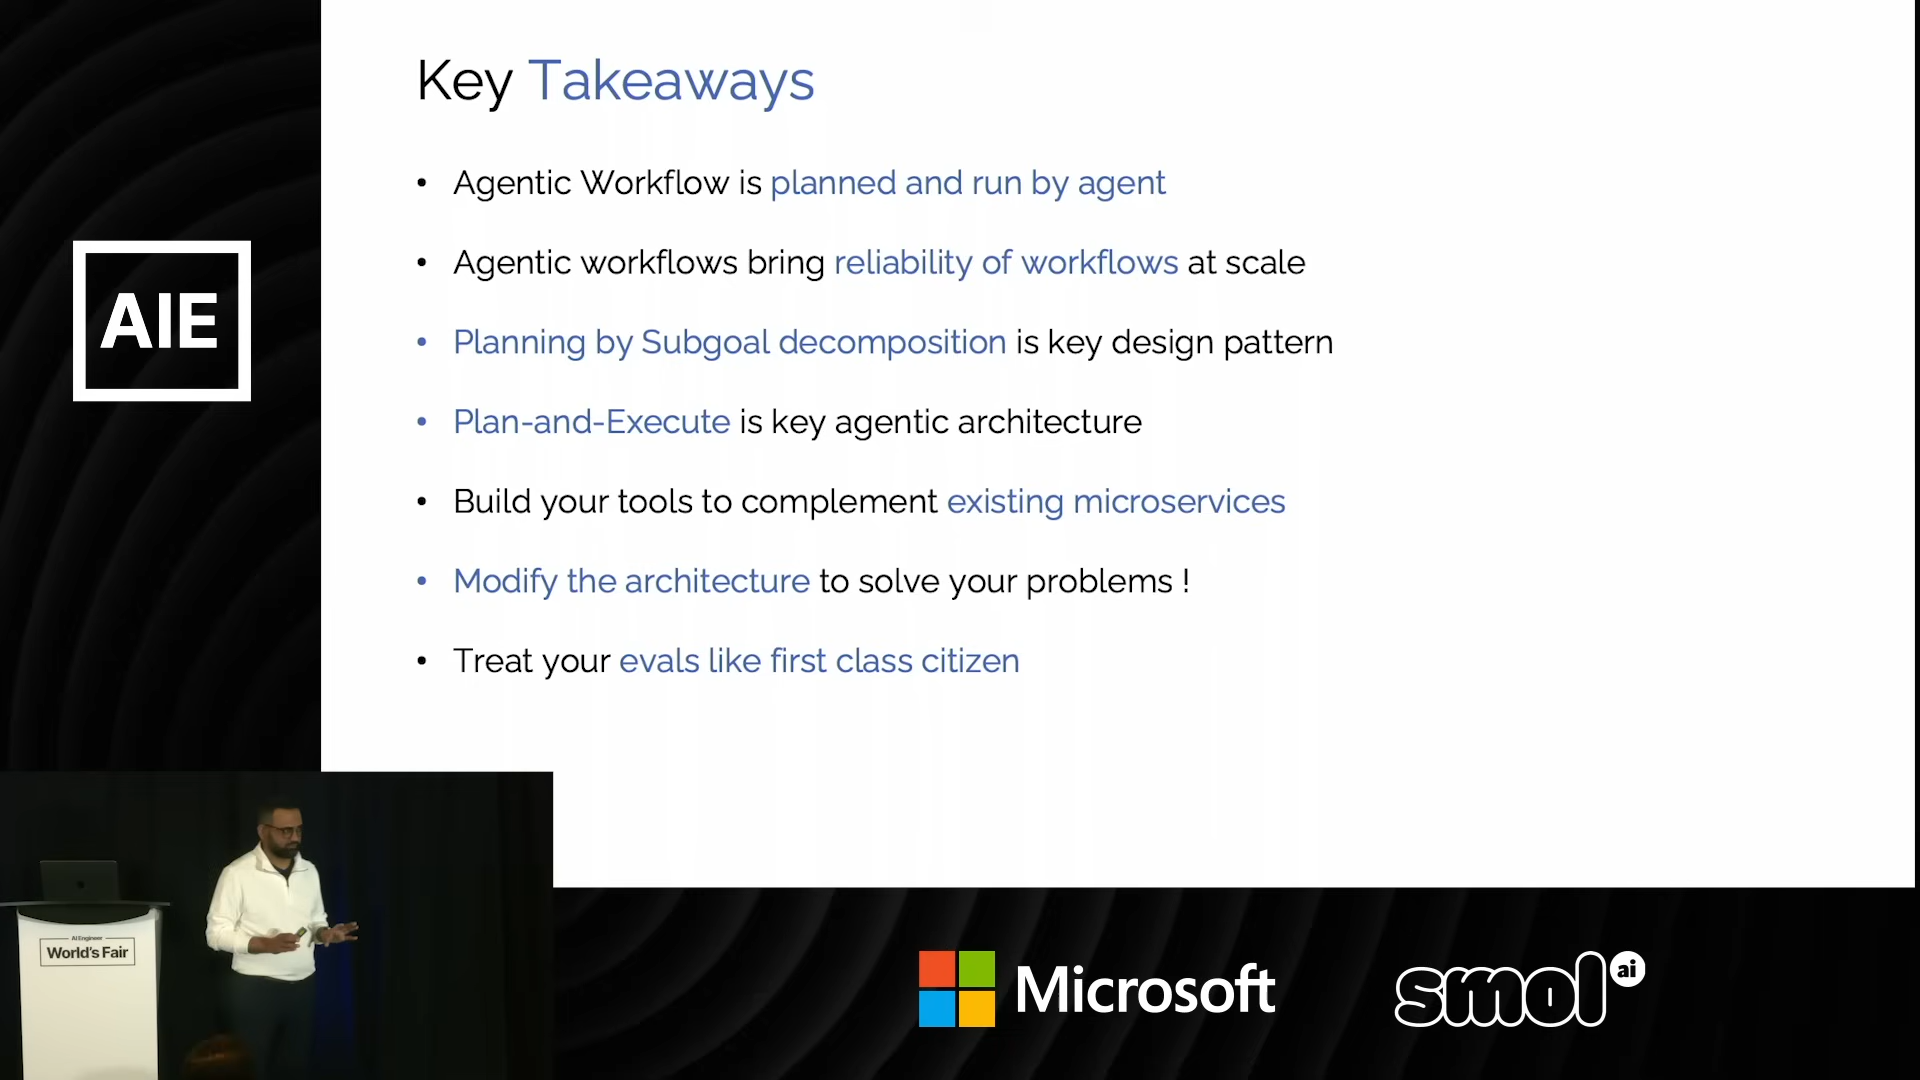 Key Takeaways
• Agentic Workflow is planned and run by agent
• Agentic workflows bring reliability of workflows at scale
• Planning by Subgoal decomposition is key design pattern
• Plan-and-Execute is key agentic architecture
• Build your tools to complement existing microservices
• Modify the architecture to solve your problems !
• Treat your evals like first class citizen
AIE
AI Engineer
World's Fair
Microsoft
smol ai